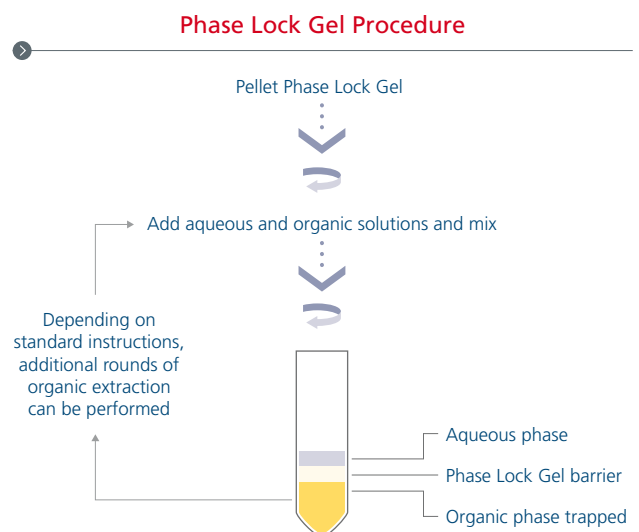 Phase Lock Gel Procedure
Pellet Phase Lock Gel
Add aqueous and organic solutions and mix
Depending on
standard instructions,
additional rounds of
organic extraction
can be performed
Aqueous phase
Phase Lock Gel barrier
Organic phase trapped